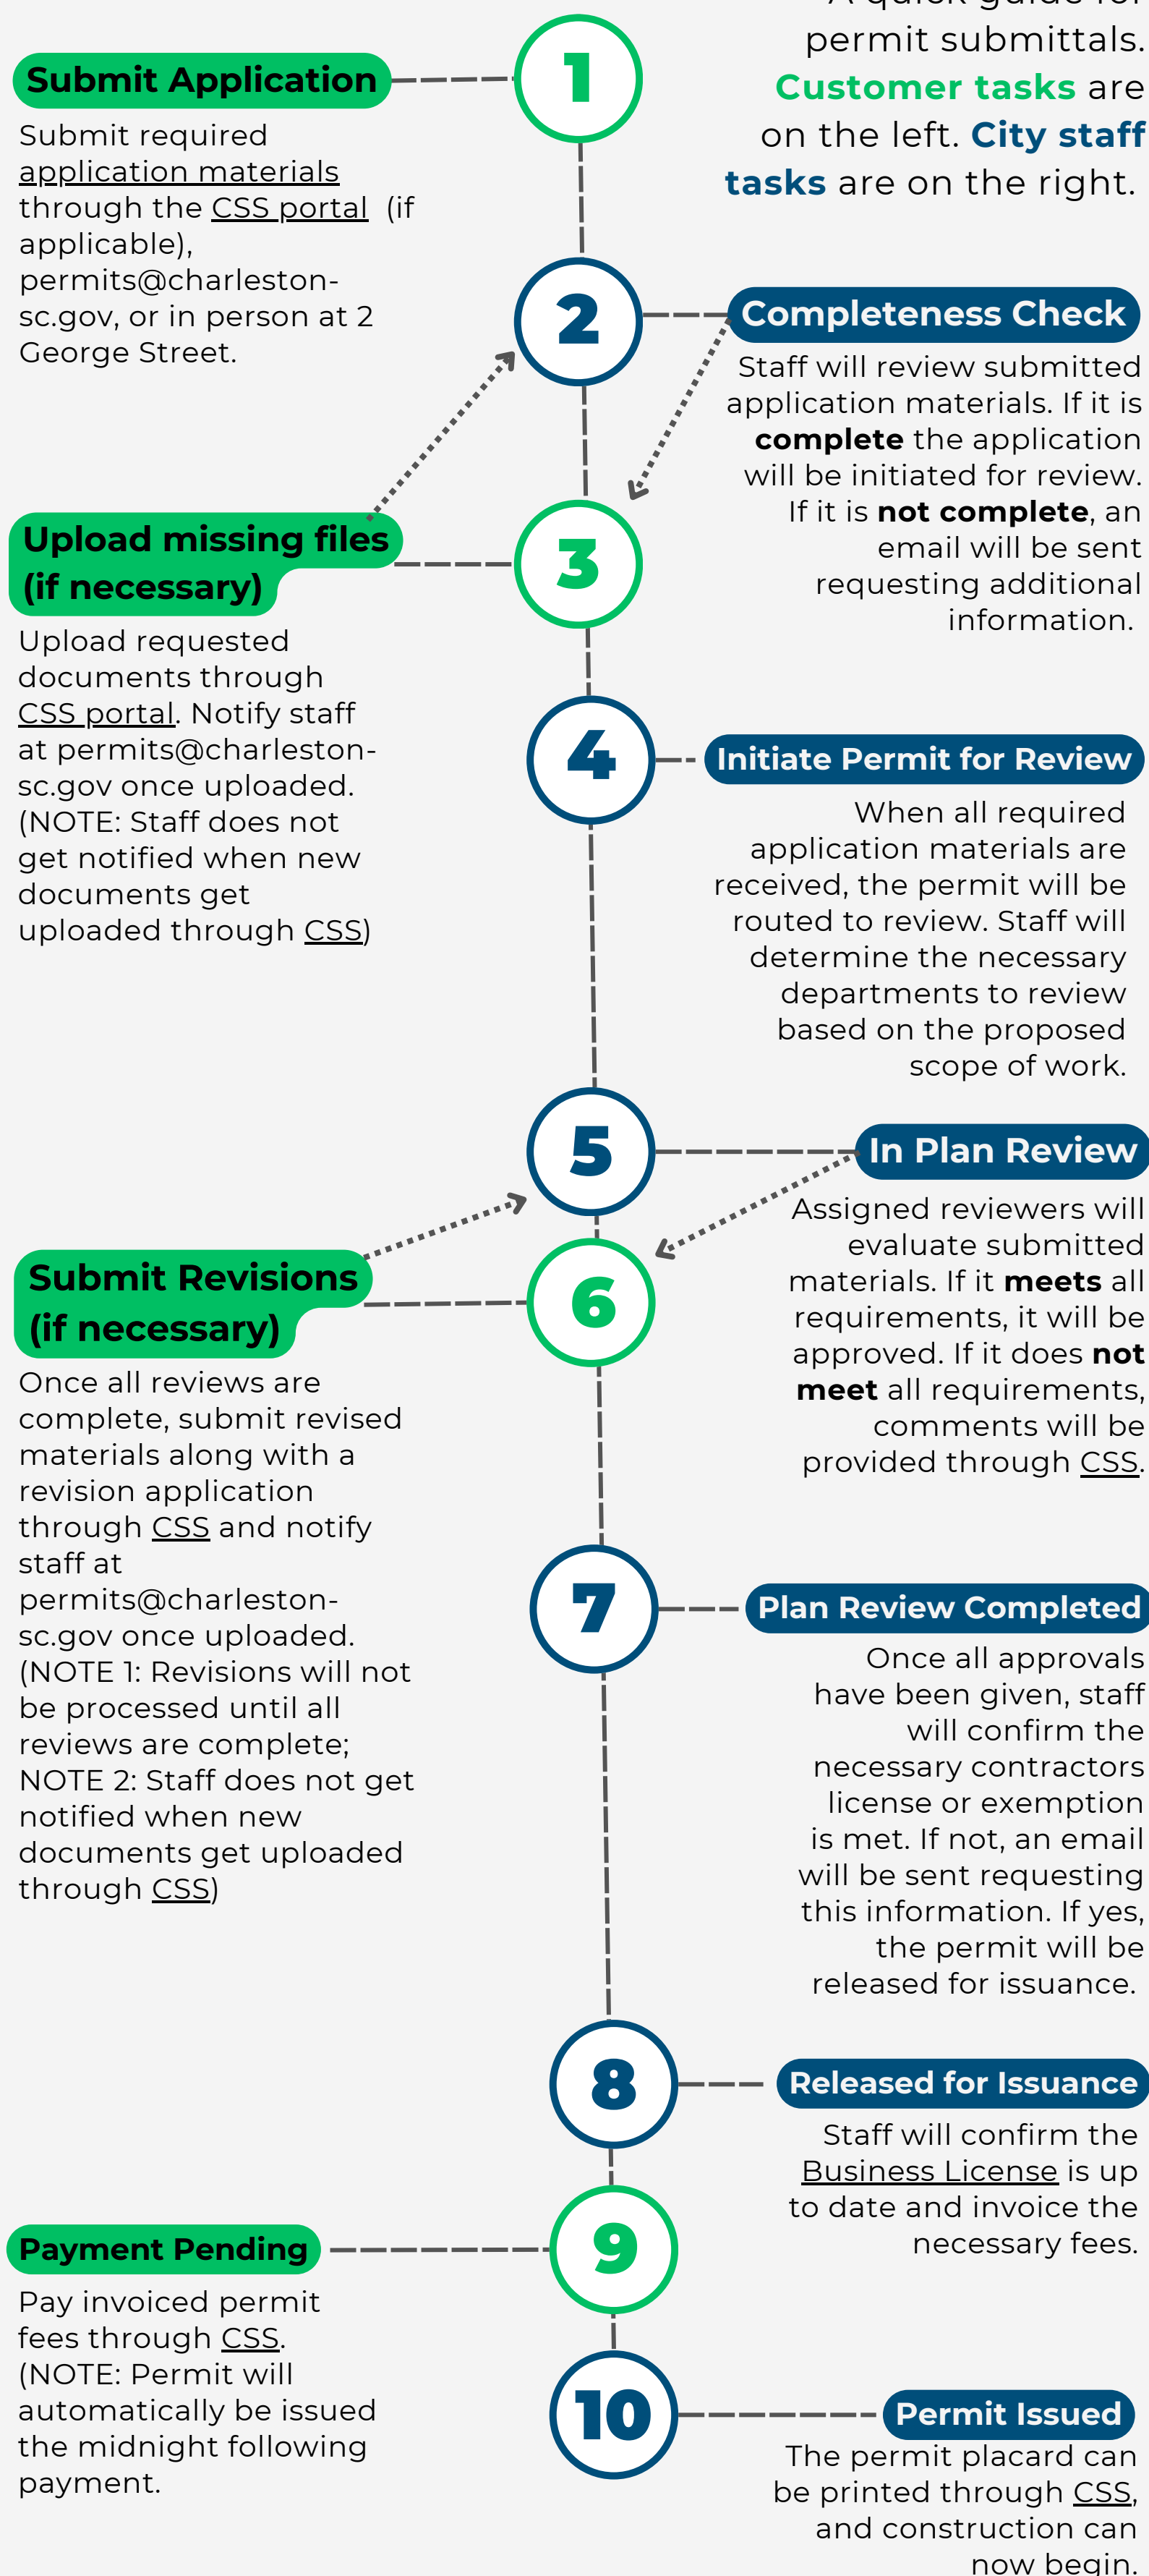 A quick guide for
permit submittals.
Customer tasks are
on the left. City staff
tasks are on the right.
1
Submit Application
Submit required
application materials
through the CSS portal (if
applicable),
permits@charleston-
sc.gov, or in person at 2
George Street.
2
Completeness Check
Staff will review submitted
application materials. If it is
complete the application
will be initiated for review.
If it is not complete, an
email will be sent
requesting additional
information.
3
Upload missing files
(if necessary)
Upload requested
documents through
CSS portal. Notify staff
at permits@charleston-
sc.gov once uploaded.
(NOTE: Staff does not
get notified when new
documents get
uploaded through CSS)
4
Initiate Permit for Review
When all required
application materials are
received, the permit will be
routed to review. Staff will
determine the necessary
departments to review
based on the proposed
scope of work.
5
In Plan Review
Assigned reviewers will
evaluate submitted
materials. If it meets all
requirements, it will be
approved. If it does not
meet all requirements,
comments will be
provided through CSS.
6
Submit Revisions
(if necessary)
Once all reviews are
complete, submit revised
materials along with a
revision application
through CSS and notify
staff at
permits@charleston-
sc.gov once uploaded.
(NOTE 1: Revisions will not
be processed until all
reviews are complete;
NOTE 2: Staff does not get
notified when new
documents get uploaded
through CSS)
7
Plan Review Completed
Once all approvals
have been given, staff
will confirm the
necessary contractors
license or exemption
is met. If not, an email
will be sent requesting
this information. If yes,
the permit will be
released for issuance.
8
Released for Issuance
Staff will confirm the
Business License is up
to date and invoice the
necessary fees.
9
Payment Pending
Pay invoiced permit
fees through CSS.
(NOTE: Permit will
automatically be issued
the midnight following
payment.
10
Permit Issued
The permit placard can
be printed through CSS,
and construction can
now begin.